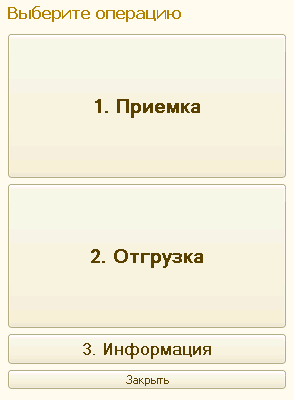 Выберите операцию
1. Приемка
2. Отгрузка
3. Информация
Закрыть